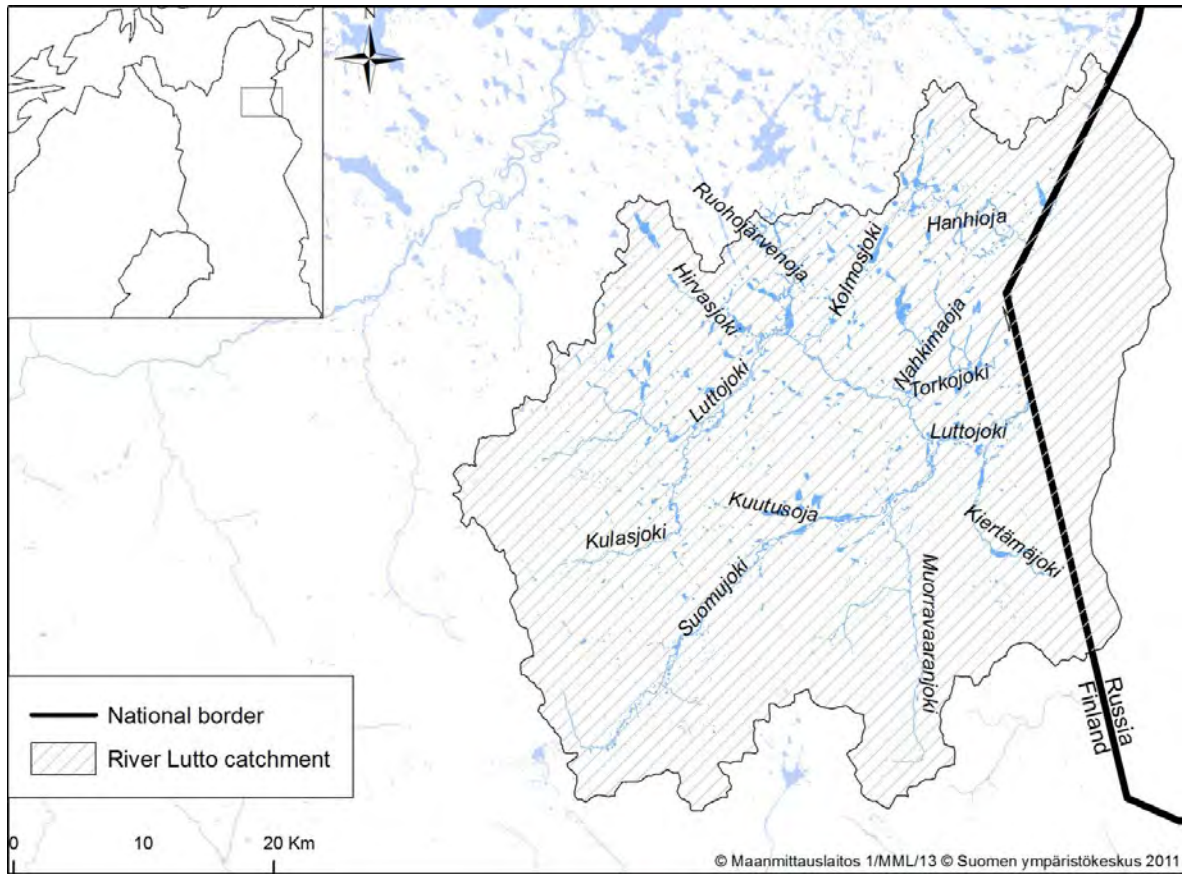 N
Ruohojärvenoja
Hanhioja
Kolmosjoki
Hirvasjoki
Nahkimaoja
Torkojoki
Luttojoki
Luttojoki
Kuutusoja
Kulasjoki
Kiertämäjoki
Suomujoki
Muorravaaranjoki
Russia
Finland
National border
River Lutto catchment
0 10 20 Km
© Maanmittauslaitos 1/MML/13 © Suomen ympäristökeskus 2011